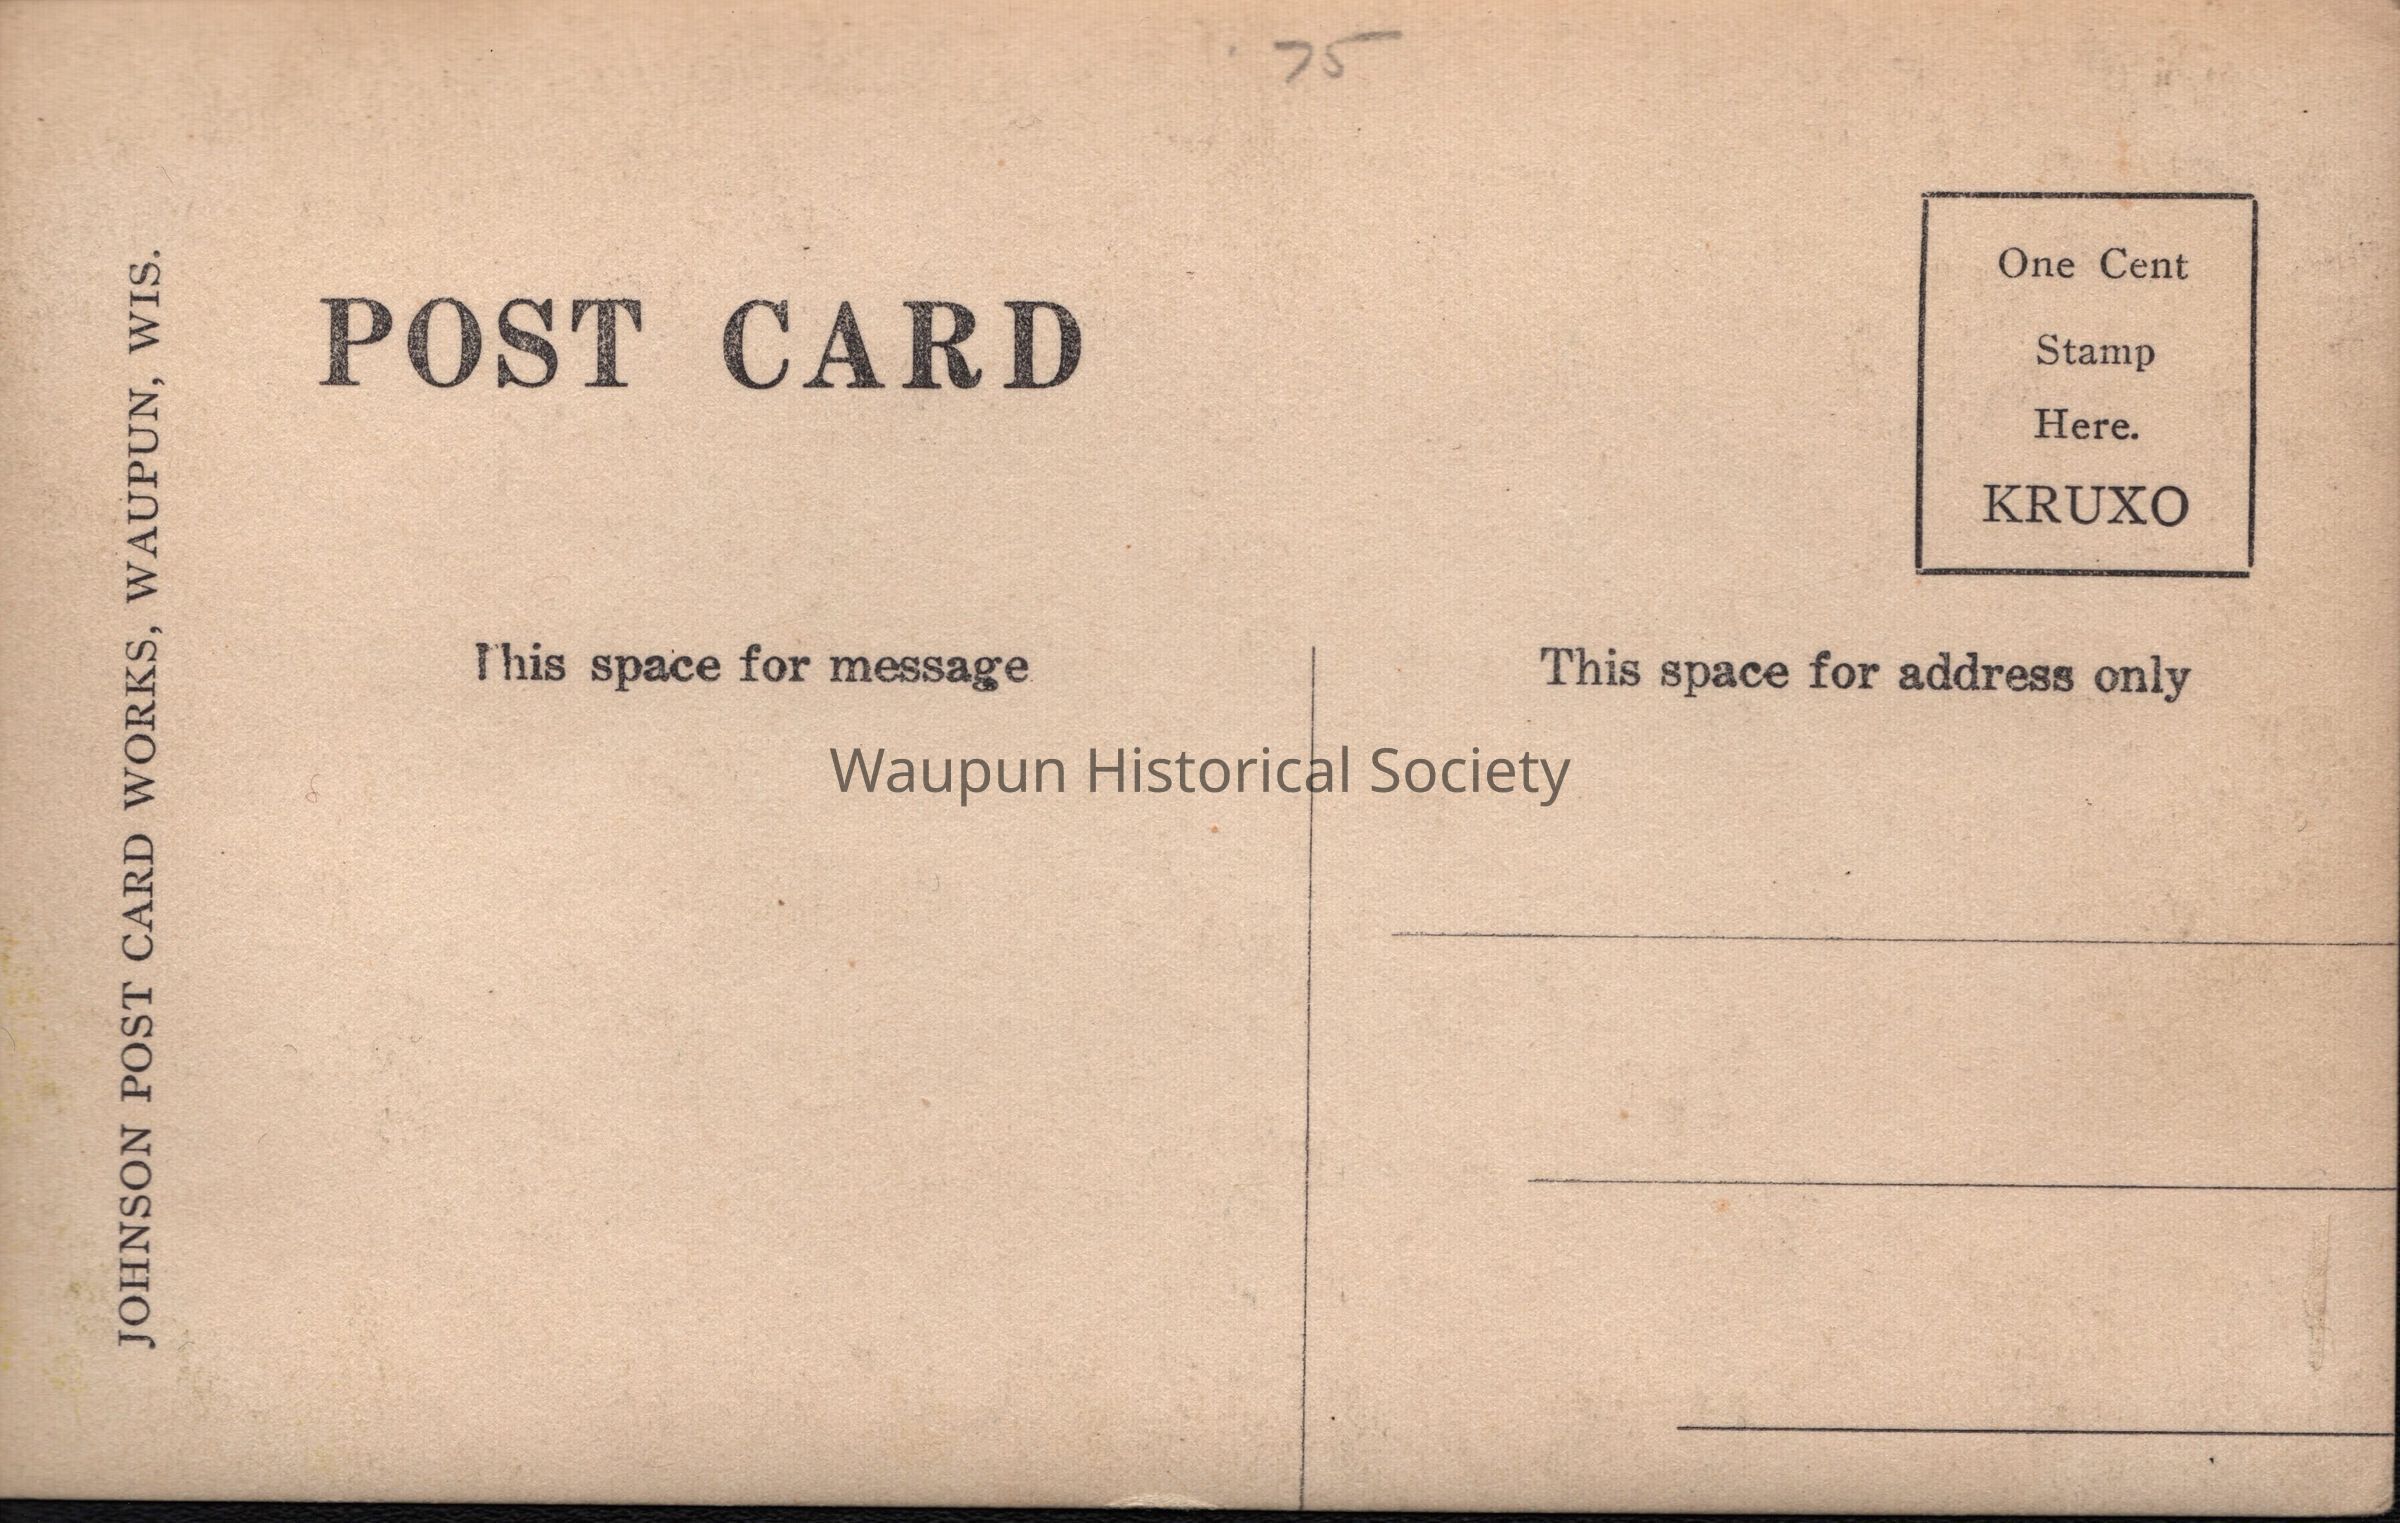 75
JOHNSON POST CARD WORKS, WAUPUN, WIS.
POST CARD
One Cent
Stamp
Here.
KRUXO
This space for message
This space for address only
Waupun Historical Society